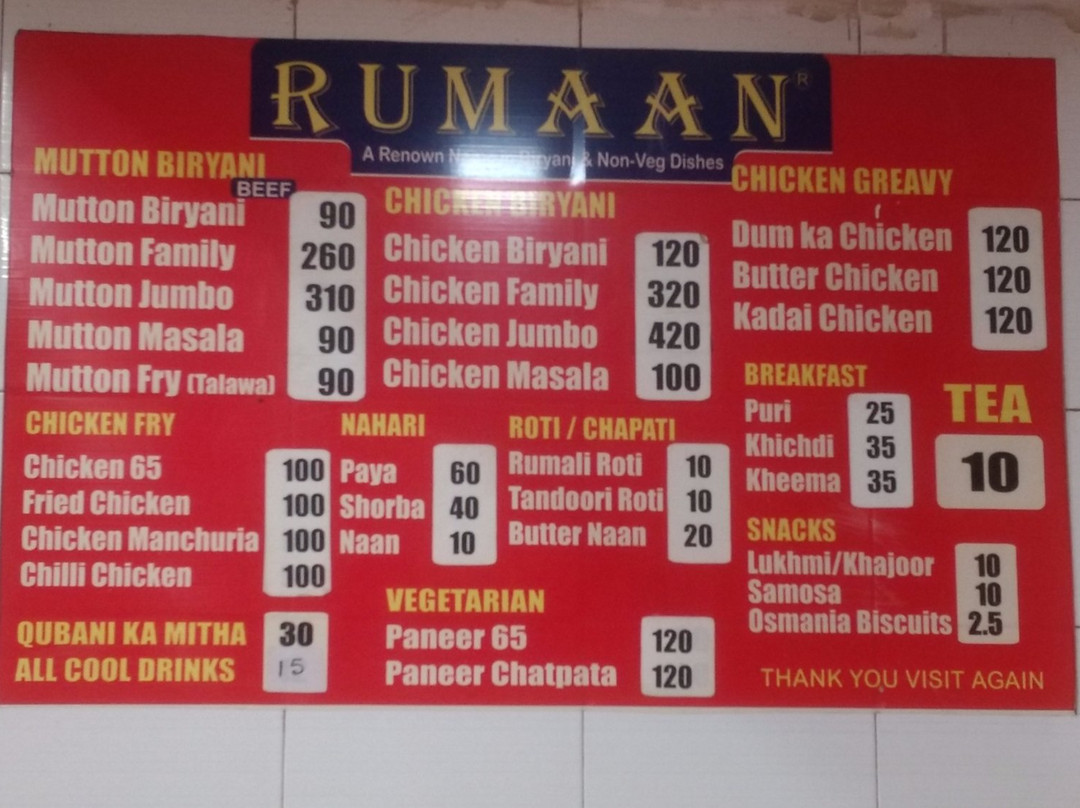 RUMAAN®
A Renown Name in Biryani & Non-Veg Dishes
MUTTON BIRYANI
BEEF
Mutton Biryani 90
Mutton Family 260
Mutton Jumbo 310
Mutton Masala 90
Mutton Fry (Talawa) 90
CHICKEN BIRYANI
Chicken Biryani 120
Chicken Family 320
Chicken Jumbo 420
Chicken Masala 100
CHICKEN GREAVY
Dum ka Chicken 120
Butter Chicken 120
Kadai Chicken 120
CHICKEN FRY
Chicken 65 100
Fried Chicken 100
Chicken Manchuria 100
Chilli Chicken 100
NAHARI
Paya 60
Shorba 40
Naan 10
ROTI / CHAPATI
Rumali Roti 10
Tandoori Roti 10
Butter Naan 20
BREAKFAST
Puri 25
Khichdi 35
Kheema 35
TEA
10
SNACKS
Lukhmi/Khajoor 10
Samosa 10
Osmania Biscuits 2.5
QUBANI KA MITHA 30
ALL COOL DRINKS 15
VEGETARIAN
Paneer 65 120
Paneer Chatpata 120
THANK YOU VISIT AGAIN